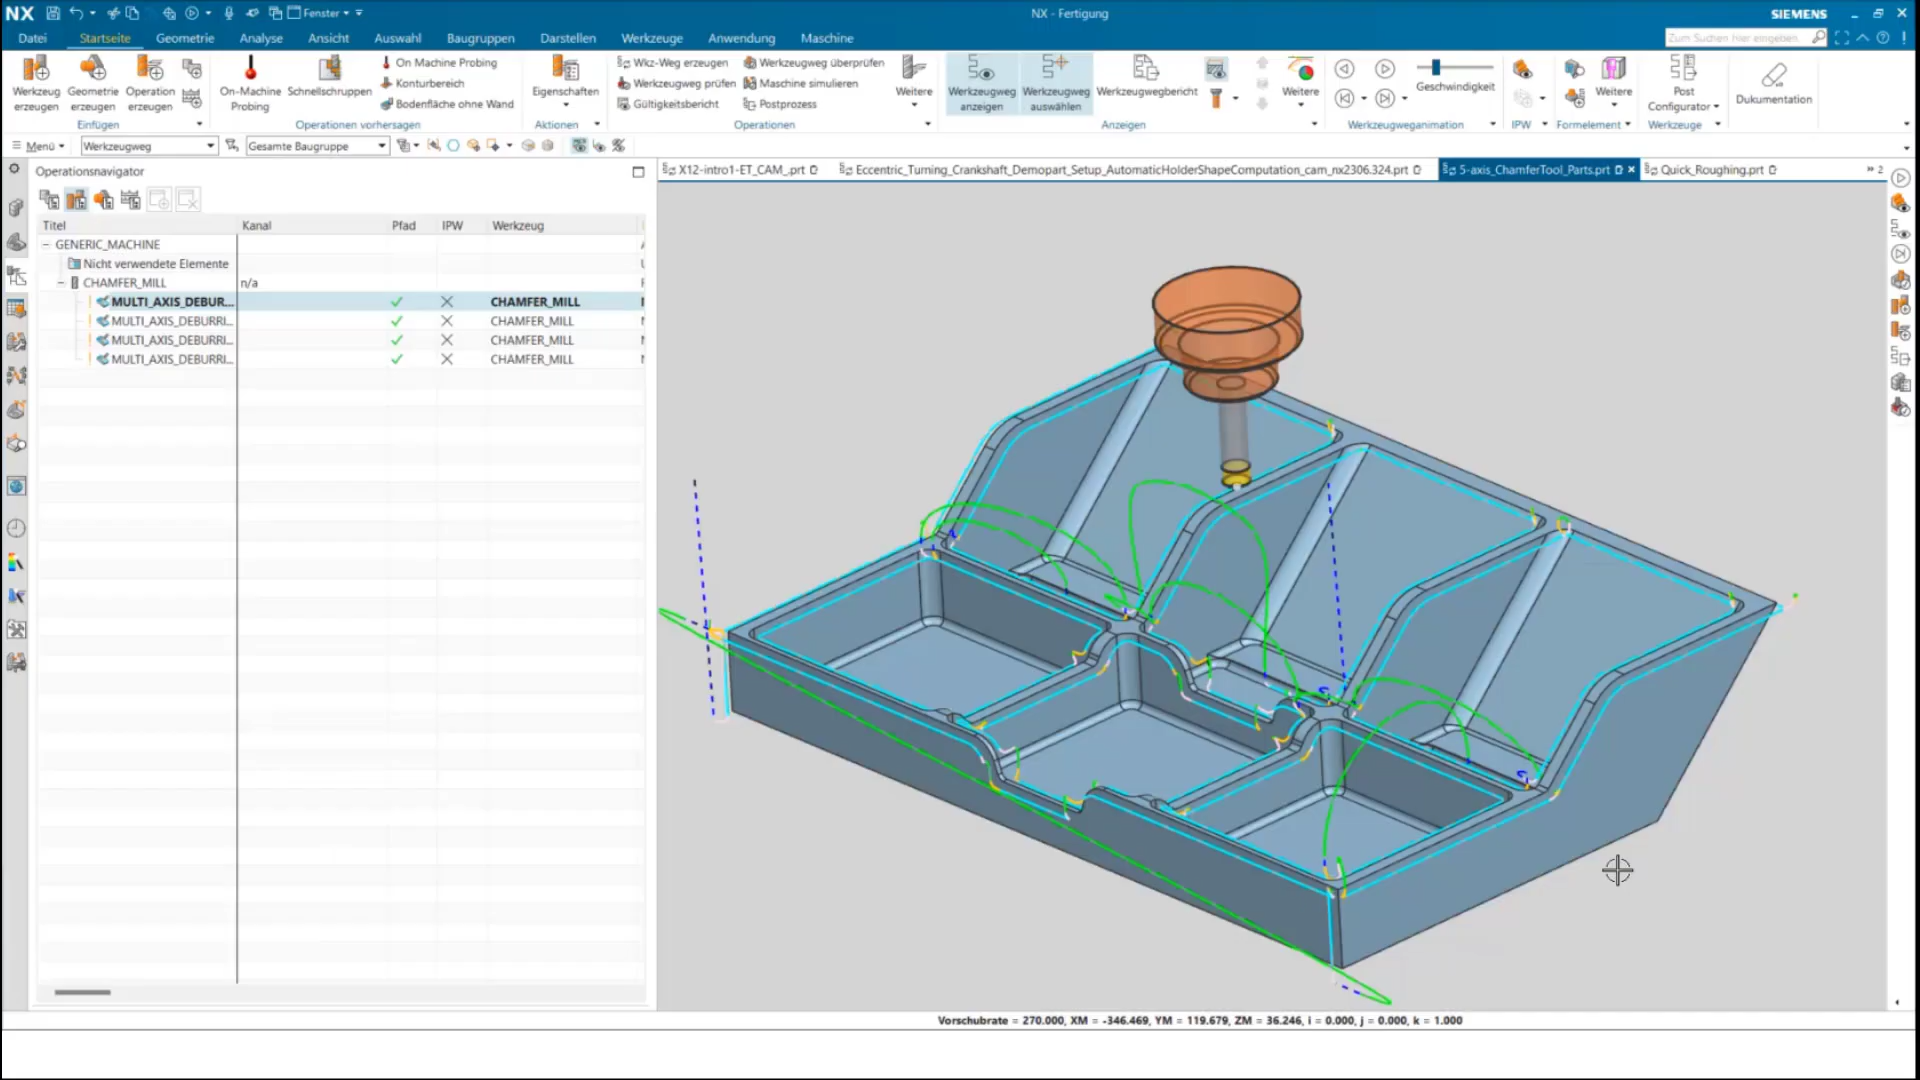 NX Fenster NX - Fertigung SIEMENS
Datei Startseite Geometrie Analyse Ansicht Auswahl Baugruppen Darstellen Werkzeuge Anwendung Maschine Zum Suchen hier eingeben
Werkzeug erzeugen
Geometrie erzeugen
Operation erzeugen
Einfügen
On-Machine Probing
Schnellschruppen
On Machine Probing
Konturbereich
Bodenfläche ohne Wand
Operationen vorhersagen
Eigenschaften
Aktionen
Wkz-Weg erzeugen
Werkzeugweg prüfen
Gültigkeitsbericht
Werkzeugweg überprüfen
Maschine simulieren
Postprozess
Weitere
Operationen
Werkzeugweg anzeigen
Werkzeugweg auswählen
Werkzeugwegbericht
Weitere
Anzeigen
Geschwindigkeit
Werkzeugweganimation
IPW
Weitere
Formelement
Post Configurator
Werkzeuge
Dokumentation
Menü Werkzeugweg Gesamte Baugruppe
Operationsnavigator
X12-intro1-ET_CAM_.prt Eccentric_Turning_Crankshaft_Demopart_Setup_AutomaticHolderShapeComputation_cam_nx2306.324.prt 5-axis_ChamferTool_Parts.prt Quick_Roughing.prt 2
Titel Kanal Pfad IPW Werkzeug
GENERIC_MACHINE
Nicht verwendete Elemente
CHAMFER_MILL n/a
MULTI_AXIS_DEBUR... CHAMFER_MILL
MULTI_AXIS_DEBURRI... CHAMFER_MILL
MULTI_AXIS_DEBURRI... CHAMFER_MILL
MULTI_AXIS_DEBURRI... CHAMFER_MILL
Vorschubrate = 270.000, XM = -346.469, YM = 119.679, ZM = 36.246, i = 0.000, j = 0.000, k = 1.000